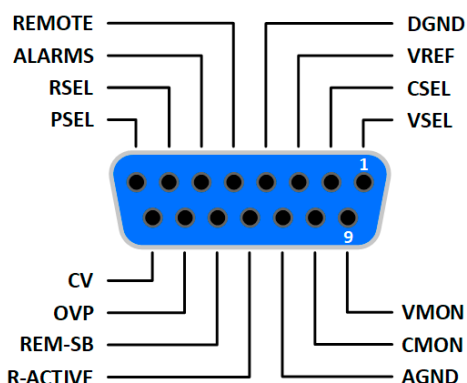 REMOTE
ALARMS
RSEL
PSEL
DGND
VREF
CSEL
VSEL
1
9
CV
OVP
REM-SB
R-ACTIVE
VMON
CMON
AGND